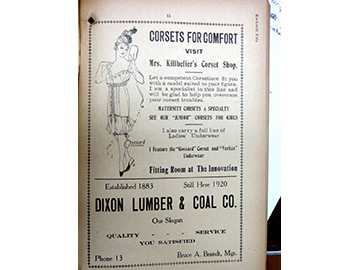 CORSETS FOR COMFORT
VISIT
Mrs. Killheffer's Corset Shop.
Let a competent Corsetiere fit you
with a model suited to your figure.
I am a specialist in this line and
will be glad to help you overcome
your corset troubles.
MATERNITY CORSETS A SPECIALTY
SEE OUR "JUNIOR" CORSETS FOR GIRLS
I also carry a full line of
Ladies' Underwear
I Feature the "Gossard" Corset and "Forfait"
Underwear
Fitting Room at The Innovation
Established 1883 Still Here 1920
DIXON LUMBER & COAL CO.
Our Slogan
QUALITY - - - SERVICE
YOU SATISFIED
Phone 13 Bruce A. Brandt, Mgr.